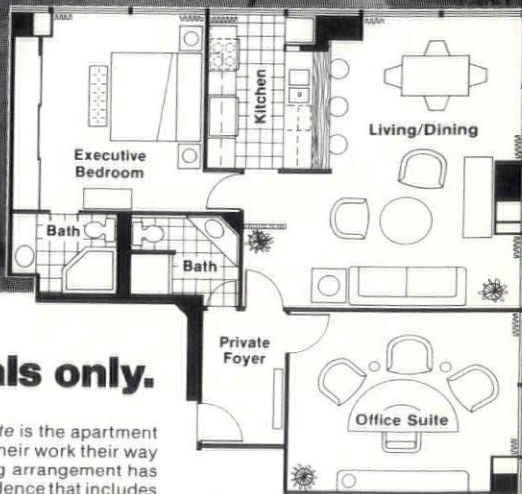 Kitchen
Living/Dining
Executive
Bedroom
Bath
Bath
Private
Foyer
Office Suite
als only.
fe is the apartment
heir work their way
g arrangement has
dence that includes